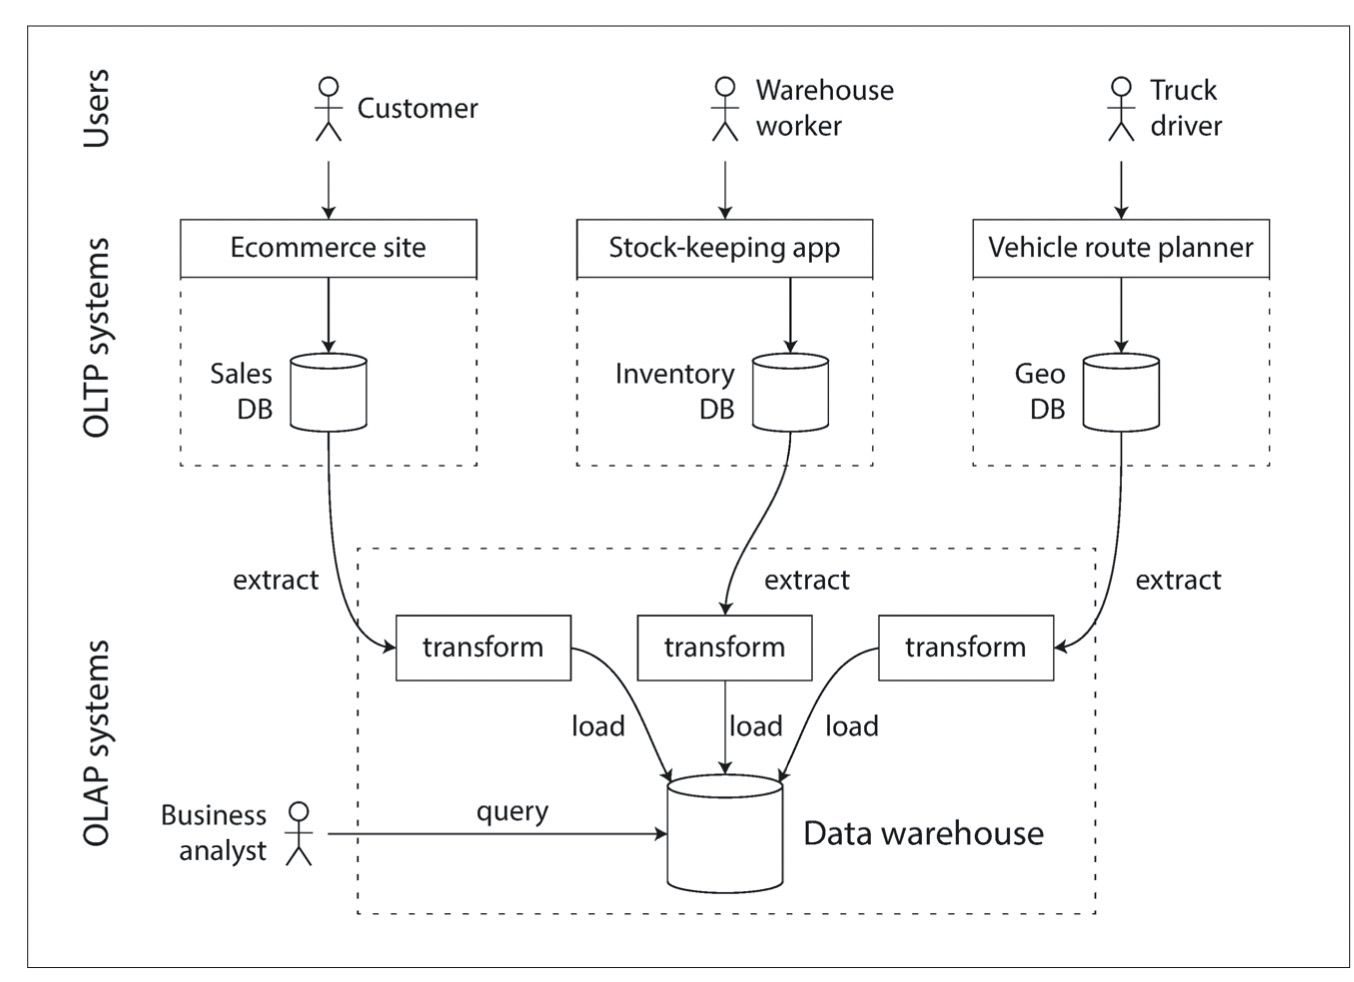 Users
Customer
Warehouse
worker
Truck
driver
OLTP systems
Ecommerce site
Stock-keeping app
Vehicle route planner
Sales
DB
Inventory
DB
Geo
DB
OLAP systems
extract
extract
extract
transform
transform
transform
load
load
load
Business
analyst
query
Data warehouse